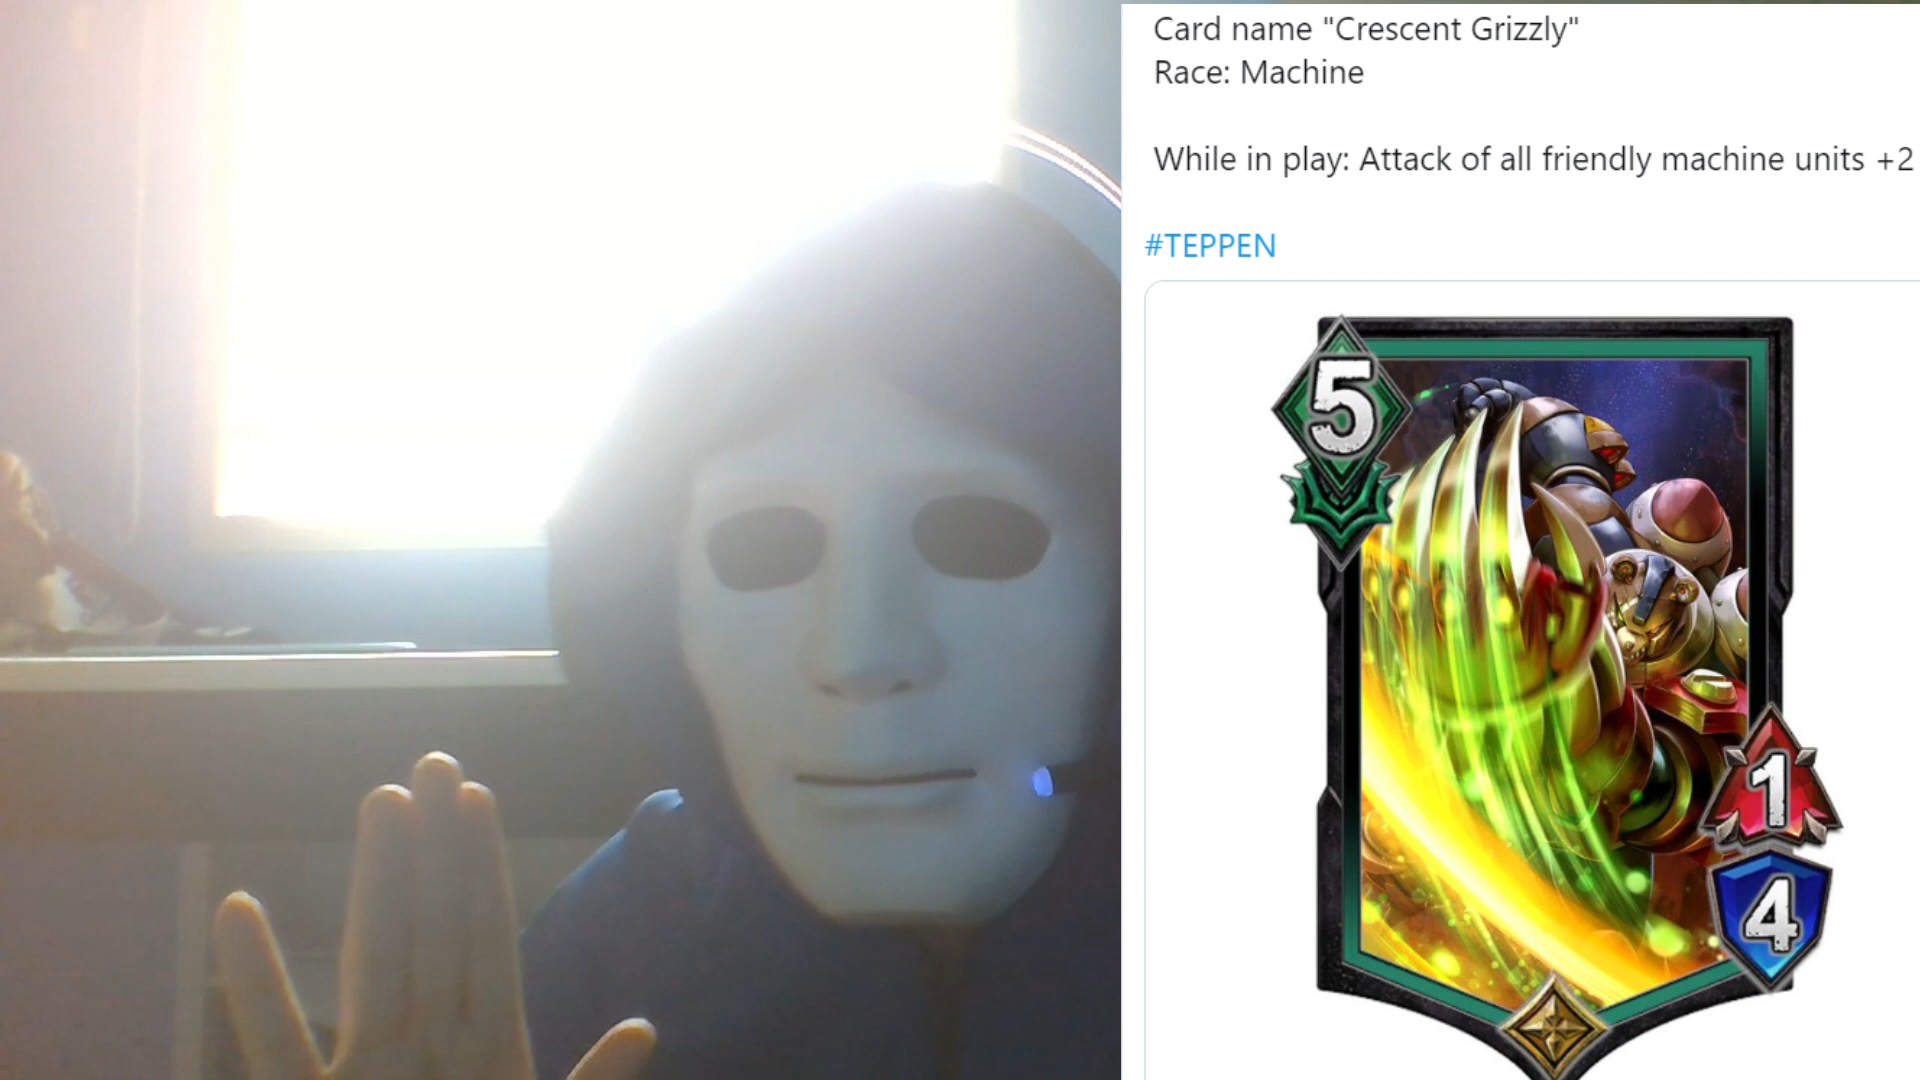 Card name "Crescent Grizzly"
Race: Machine
While in play: Attack of all friendly machine units +2
#TEPPEN
5
1
4